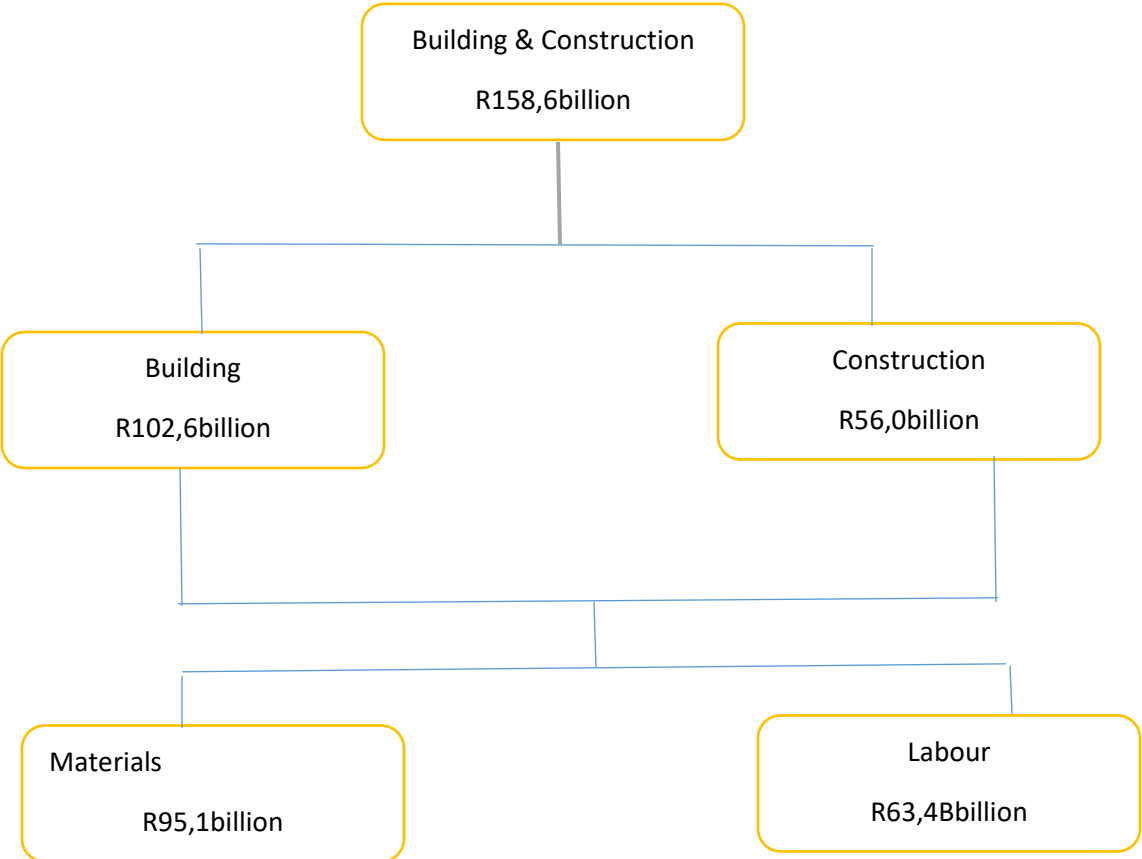 Building & Construction
R158,6billion
Building
R102,6billion
Construction
R56,0billion
Materials
R95,1billion
Labour
R63,4Bbillion